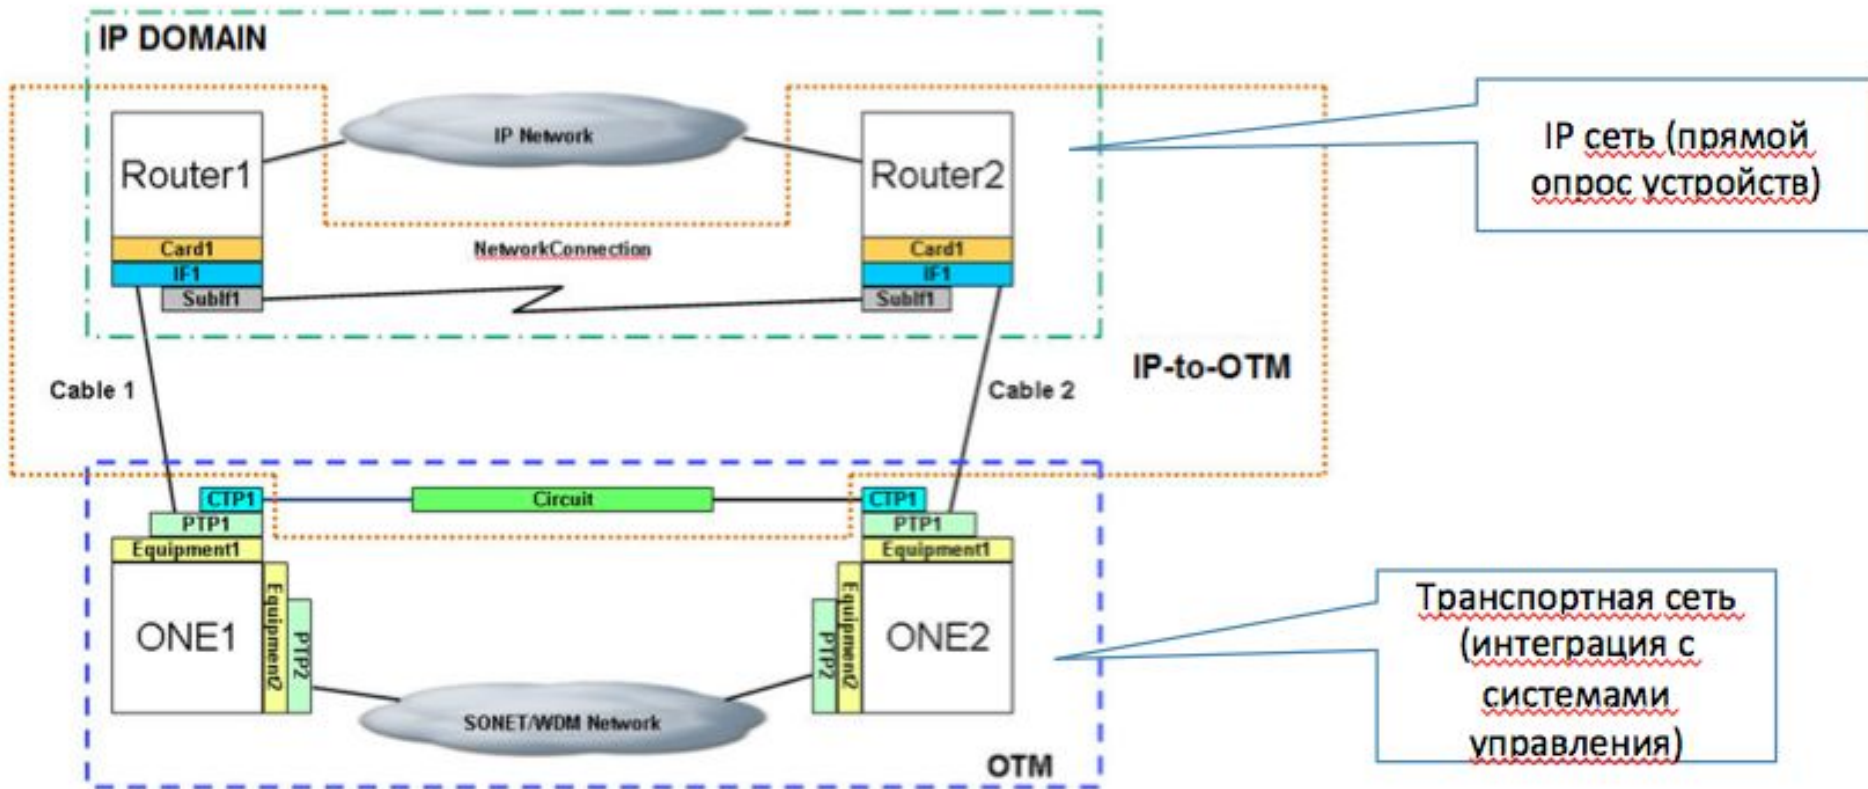 IP DOMAIN
IP Network
Router1
Router2
Card1
Card1
IF1
IF1
SubIf1
SubIf1
NetworkConnection
IP сеть (прямой
опрос устройств)
Cable 1
Cable 2
IP-to-OTM
CTP1
Circuit
CTP1
PTP1
PTP1
Equipment1
Equipment1
ONE1
Equipment2
PTP2
PTP2
Equipment2
ONE2
SONET/WDM Network
OTM
Транспортная сеть
(интеграция с
системами
управления)